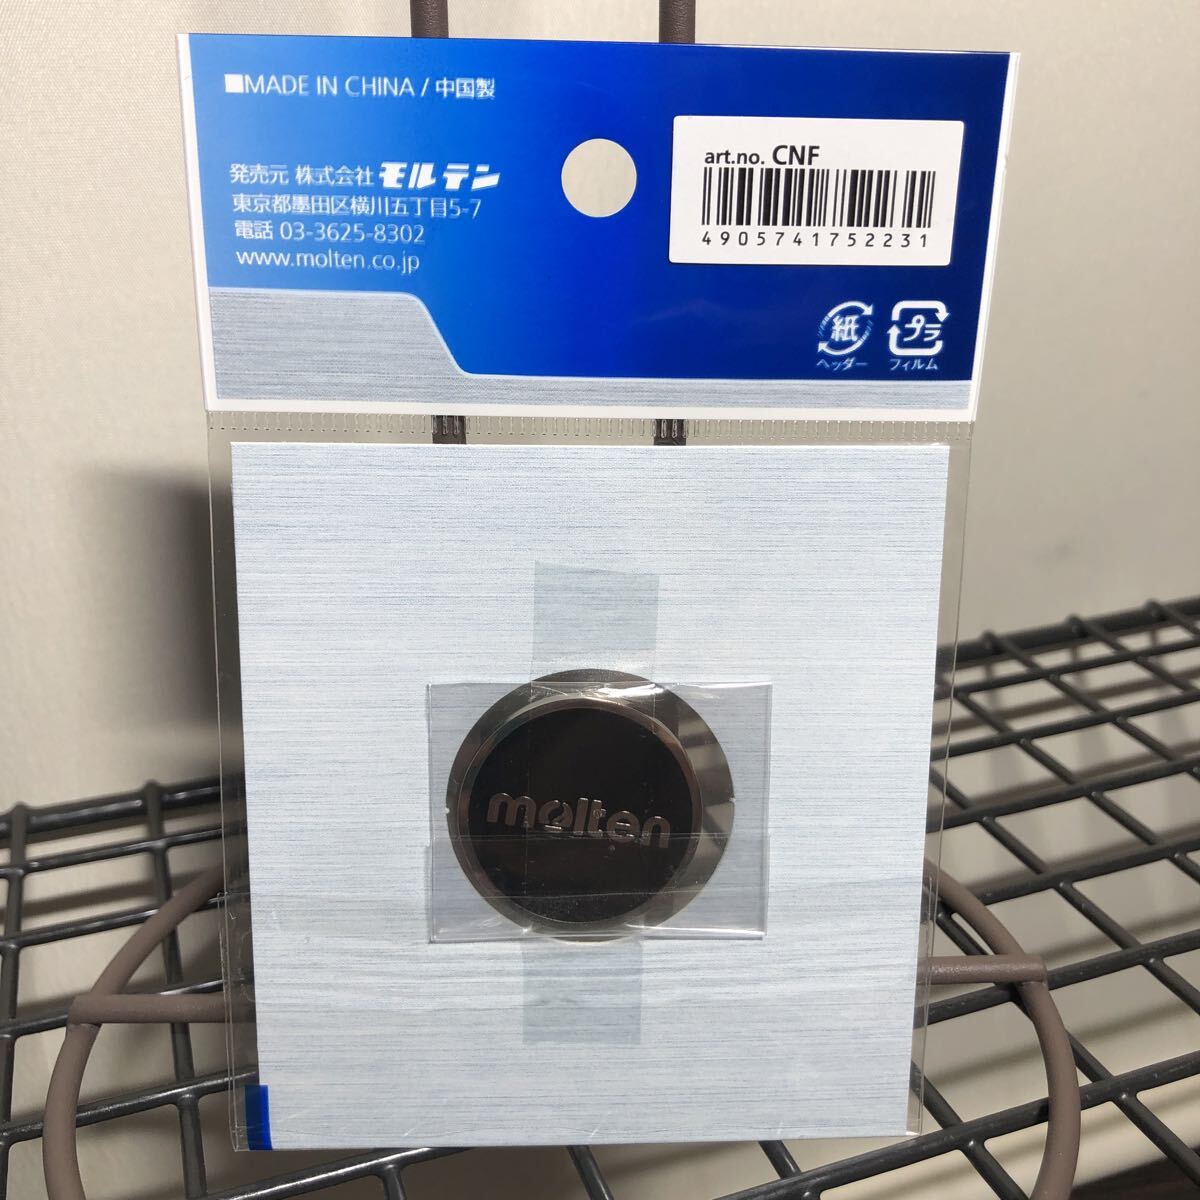 ■MADE IN CHINA / 中国製
発売元 株式会社 モルテン
東京都墨田区横川五丁目5-7
電話 03-3625-8302
www.molten.co.jp
art.no. CNF
4905741752231
紙
ヘッダー
プラ
フィルム
molten